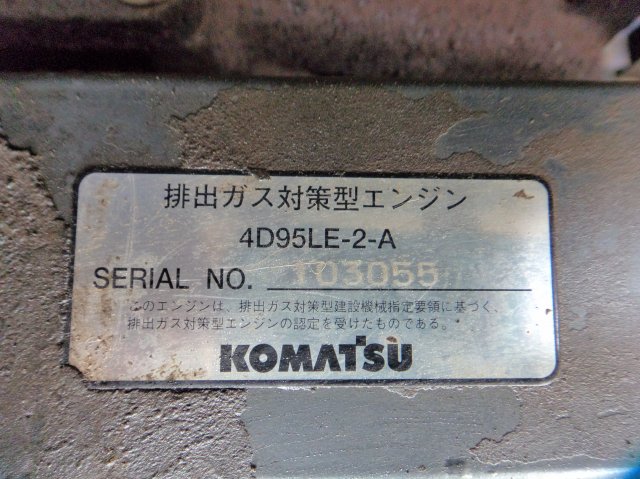 排出ガス対策型エンジン
4D95LE-2-A
SERIAL NO. 103055
このエンジンは、排出ガス対策型建設機械指定要領に基づく、
排出ガス対策型エンジンの認定を受けたものである。
KOMATSU